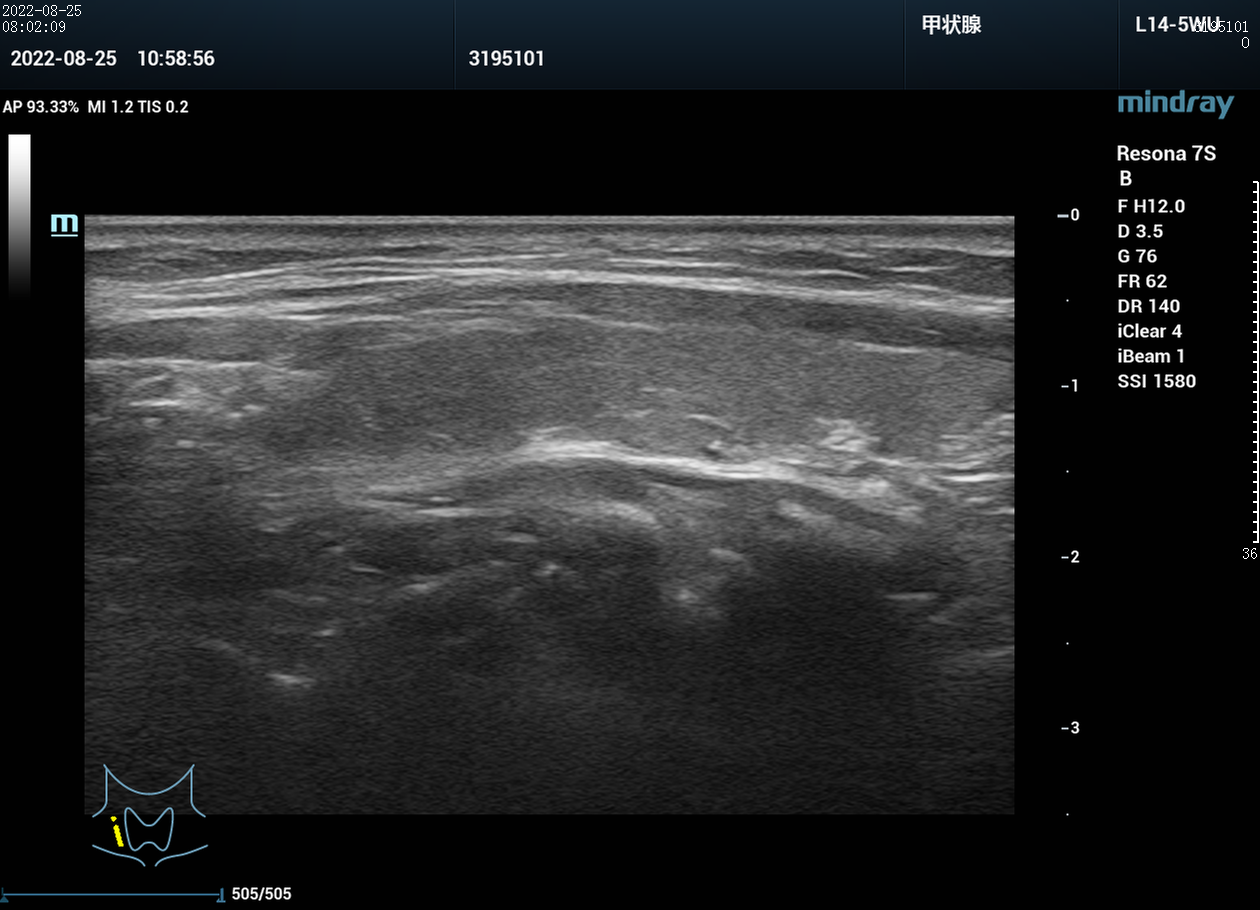 2022-08-25
08:02:09
2022-08-25 10:58:56
3195101
甲状腺
L14-5WU
3195101
0
AP 93.33% MI 1.2 TIS 0.2
mindray
m
Resona 7S
B
F H12.0
D 3.5
G 76
FR 62
DR 140
iClear 4
iBeam 1
SSI 1580
0
-1
-2
-3
36
505/505